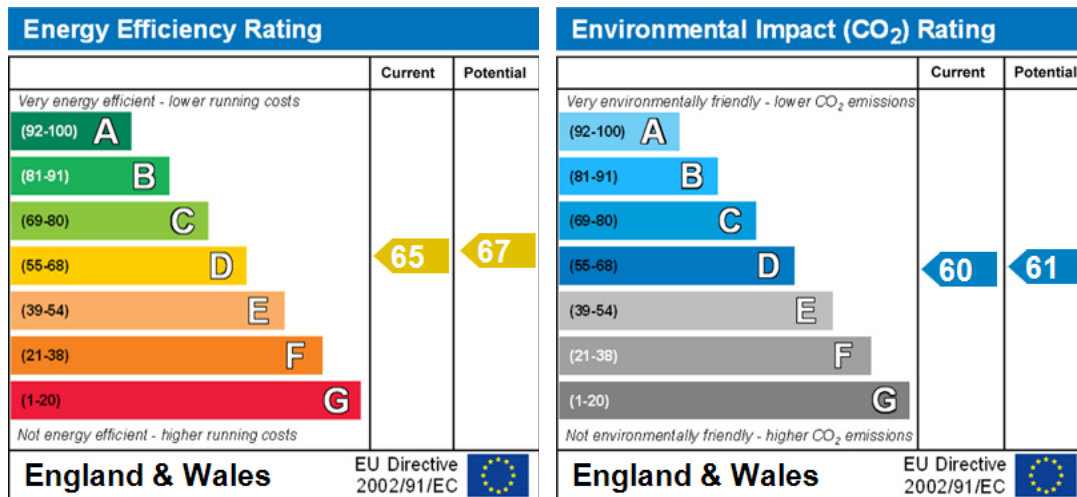 Energy Efficiency Rating
Current Potential
Very energy efficient - lower running costs
(92-100) A
(81-91) B
(69-80) C
(55-68) D
(39-54) E
(21-38) F
(1-20) G
65
67
Not energy efficient - higher running costs
England & Wales
EU Directive
2002/91/EC
Environmental Impact (CO₂) Rating
Current Potential
Very environmentally friendly - lower CO₂ emissions
(92-100) A
(81-91) B
(69-80) C
(55-68) D
(39-54) E
(21-38) F
(1-20) G
60
61
Not environmentally friendly - higher CO₂ emissions
England & Wales
EU Directive
2002/91/EC